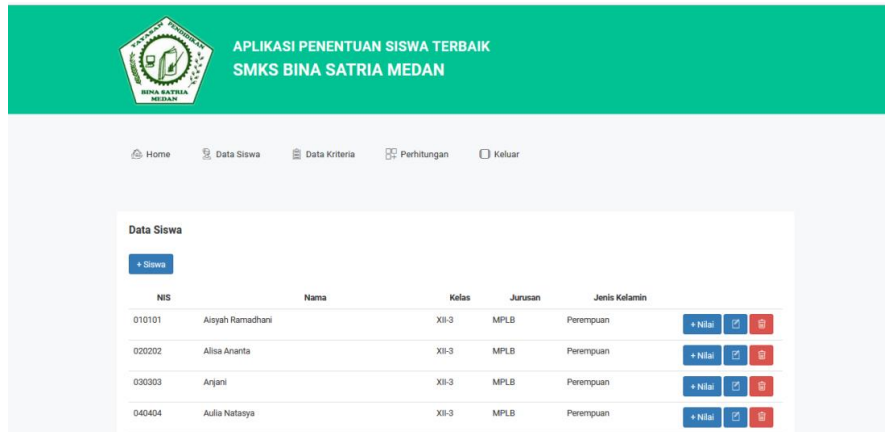 YAYASAN PENDIDIKAN
BINA SATRIA
MEDAN
APLIKASI PENENTUAN SISWA TERBAIK
SMKS BINA SATRIA MEDAN
Home Data Siswa Data Kriteria Perhitungan Keluar
Data Siswa
+ Siswa
NIS Nama Kelas Jurusan Jenis Kelamin
010101 Aisyah Ramadhani XII-3 MPLB Perempuan + Nilai
020202 Alisa Ananta XII-3 MPLB Perempuan + Nilai
030303 Anjani XII-3 MPLB Perempuan + Nilai
040404 Aulia Natasya XII-3 MPLB Perempuan + Nilai